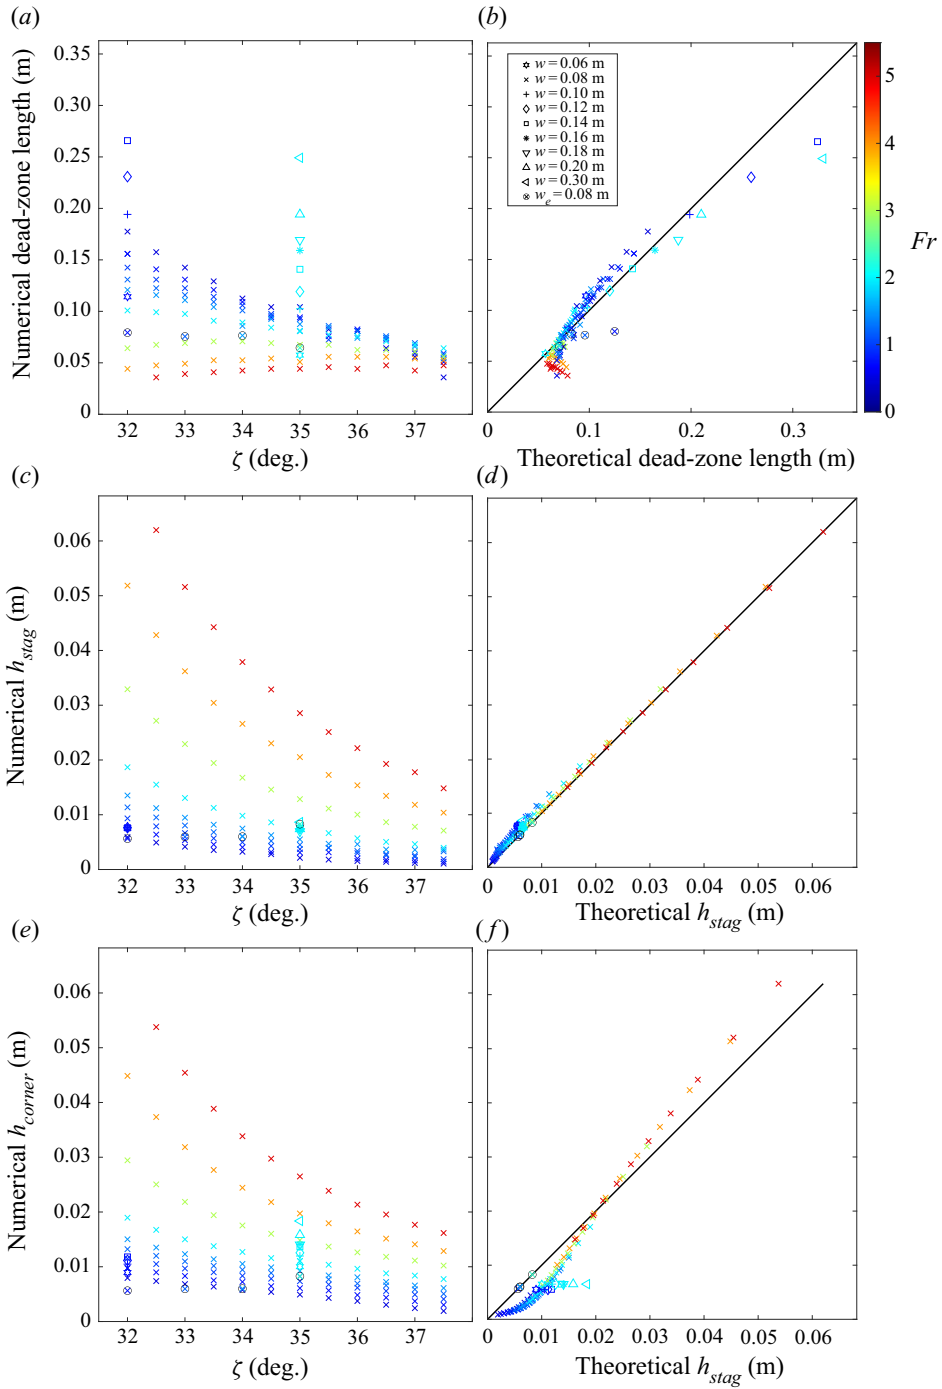 (a)
(b)
0.35
0.30
0.25
0.20
0.15
0.10
0.05
0
Numerical dead-zone length (m)
32 33 34 35 36 37
ζ (deg.)
w = 0.06 m
w = 0.08 m
w = 0.10 m
w = 0.12 m
w = 0.14 m
w = 0.16 m
w = 0.18 m
w = 0.20 m
w = 0.30 m
w_e = 0.08 m
0 0.1 0.2 0.3
Theoretical dead-zone length (m)
5
4
3
2
1
0
Fr
(c)
(d)
0.06
0.05
0.04
0.03
0.02
0.01
0
Numerical h_stag (m)
32 33 34 35 36 37
ζ (deg.)
0 0.01 0.02 0.03 0.04 0.05 0.06
Theoretical h_stag (m)
(e)
(f)
0.06
0.05
0.04
0.03
0.02
0.01
0
Numerical h_corner (m)
32 33 34 35 36 37
ζ (deg.)
0 0.01 0.02 0.03 0.04 0.05 0.06
Theoretical h_stag (m)